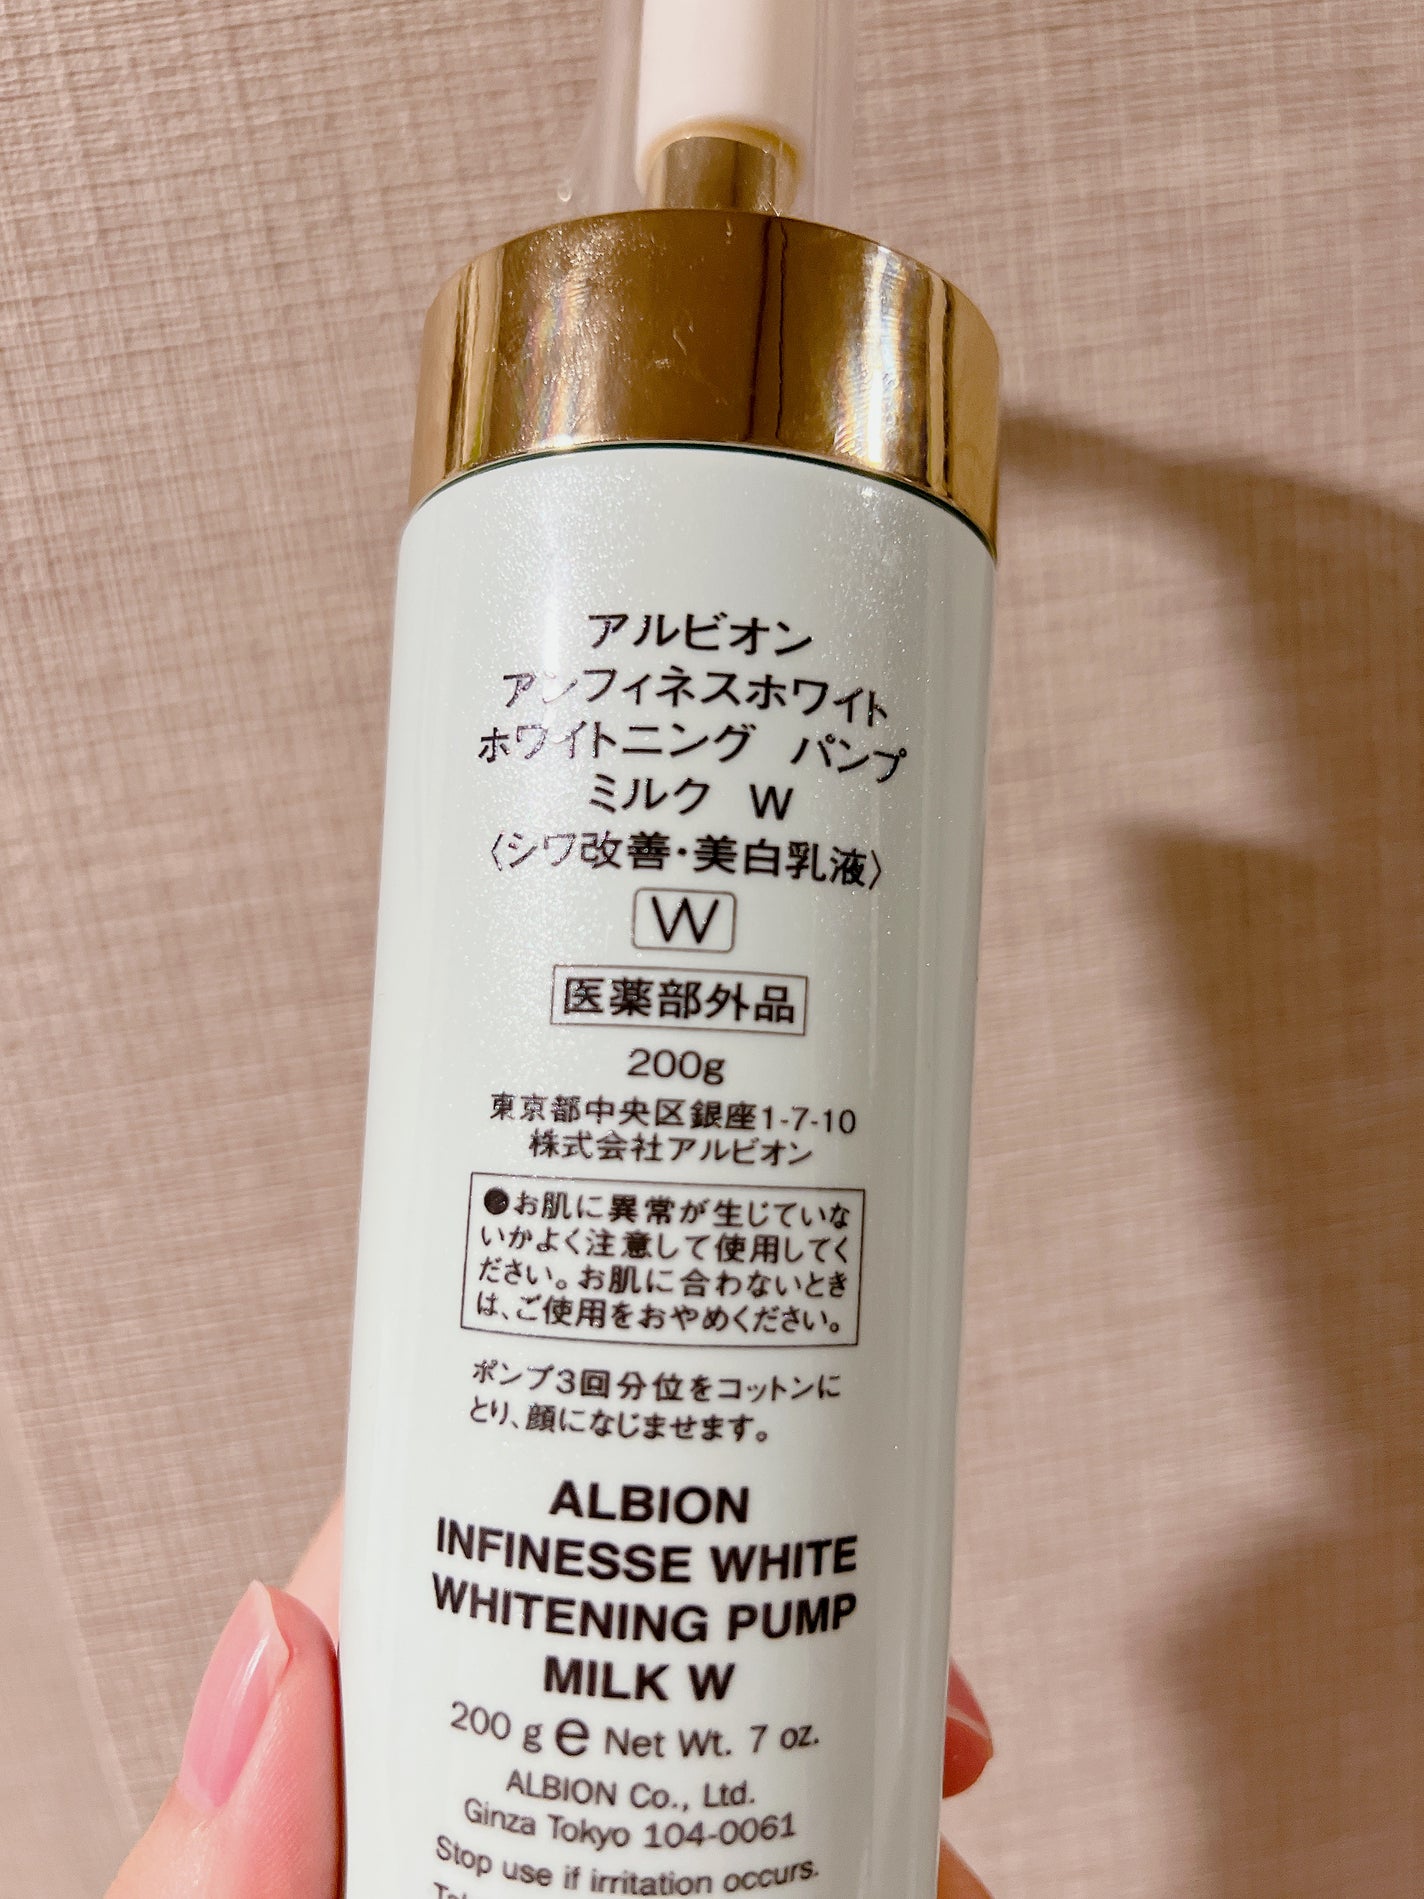 アルビオン
アンフィネスホワイト
ホワイトニング パンプ
ミルク W
〈シワ改善・美白乳液〉
W
医薬部外品
200g
東京都中央区銀座1-7-10
株式会社アルビオン
●お肌に異常が生じていな
いかよく注意して使用してく
ださい。お肌に合わないとき
は、ご使用をおやめください。
ポンプ3回分位をコットンに
とり、顔になじませます。
ALBION
INFINESSE WHITE
WHITENING PUMP
MILK W
200 g e Net Wt. 7 oz.
ALBION Co., Ltd.
Ginza Tokyo 104-0061
Stop use if irritation occurs.